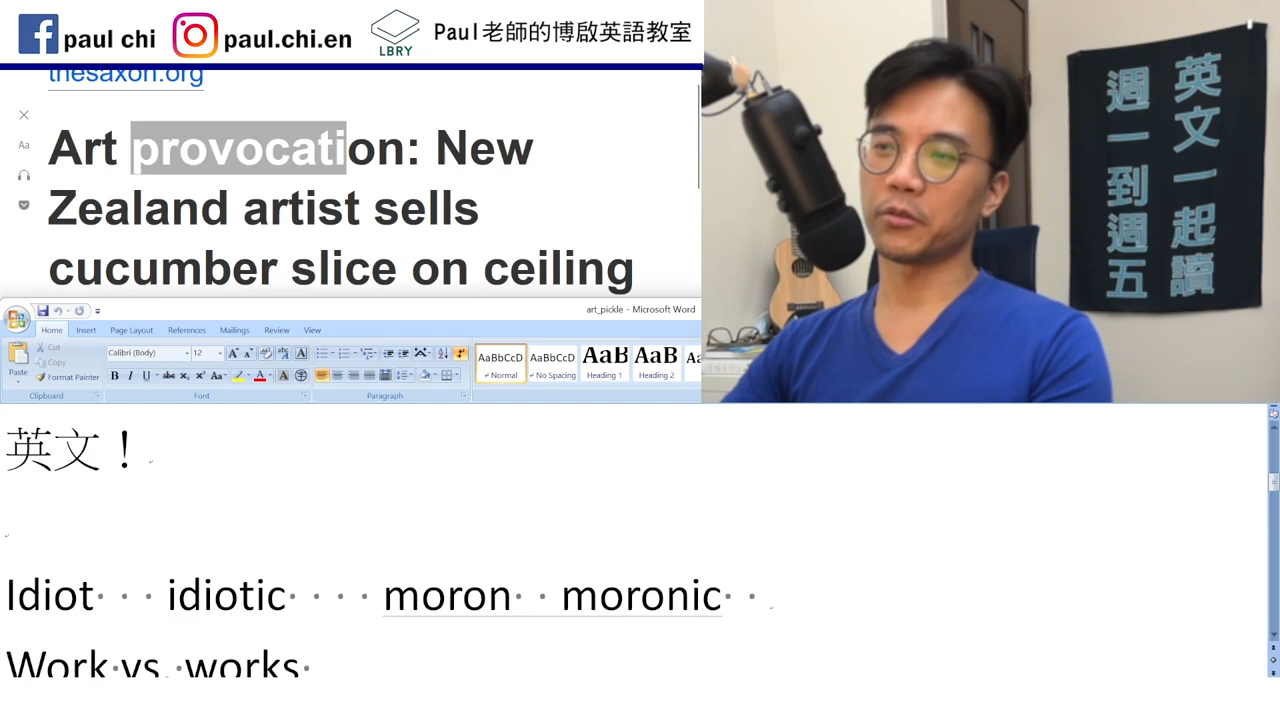 paul chi
paul.chi.en
LBRY
Paul老師的博啟英語教室
thesaxon.org
Aa
Art provocation: New
Zealand artist sells
cucumber slice on ceiling
art_pickle - Microsoft Word
Home Insert Page Layout References Mailings Review View
Paste
Cut
Copy
Format Painter
Clipboard
Calibri (Body) 12
Font
Paragraph
AaBbCcD AaBbCcD AaBb AaB Aa
Normal No Spacing Heading 1 Heading 2
英文一起讀
週一到週五
英文！
Idiot idiotic moron moronic
Work vs. works